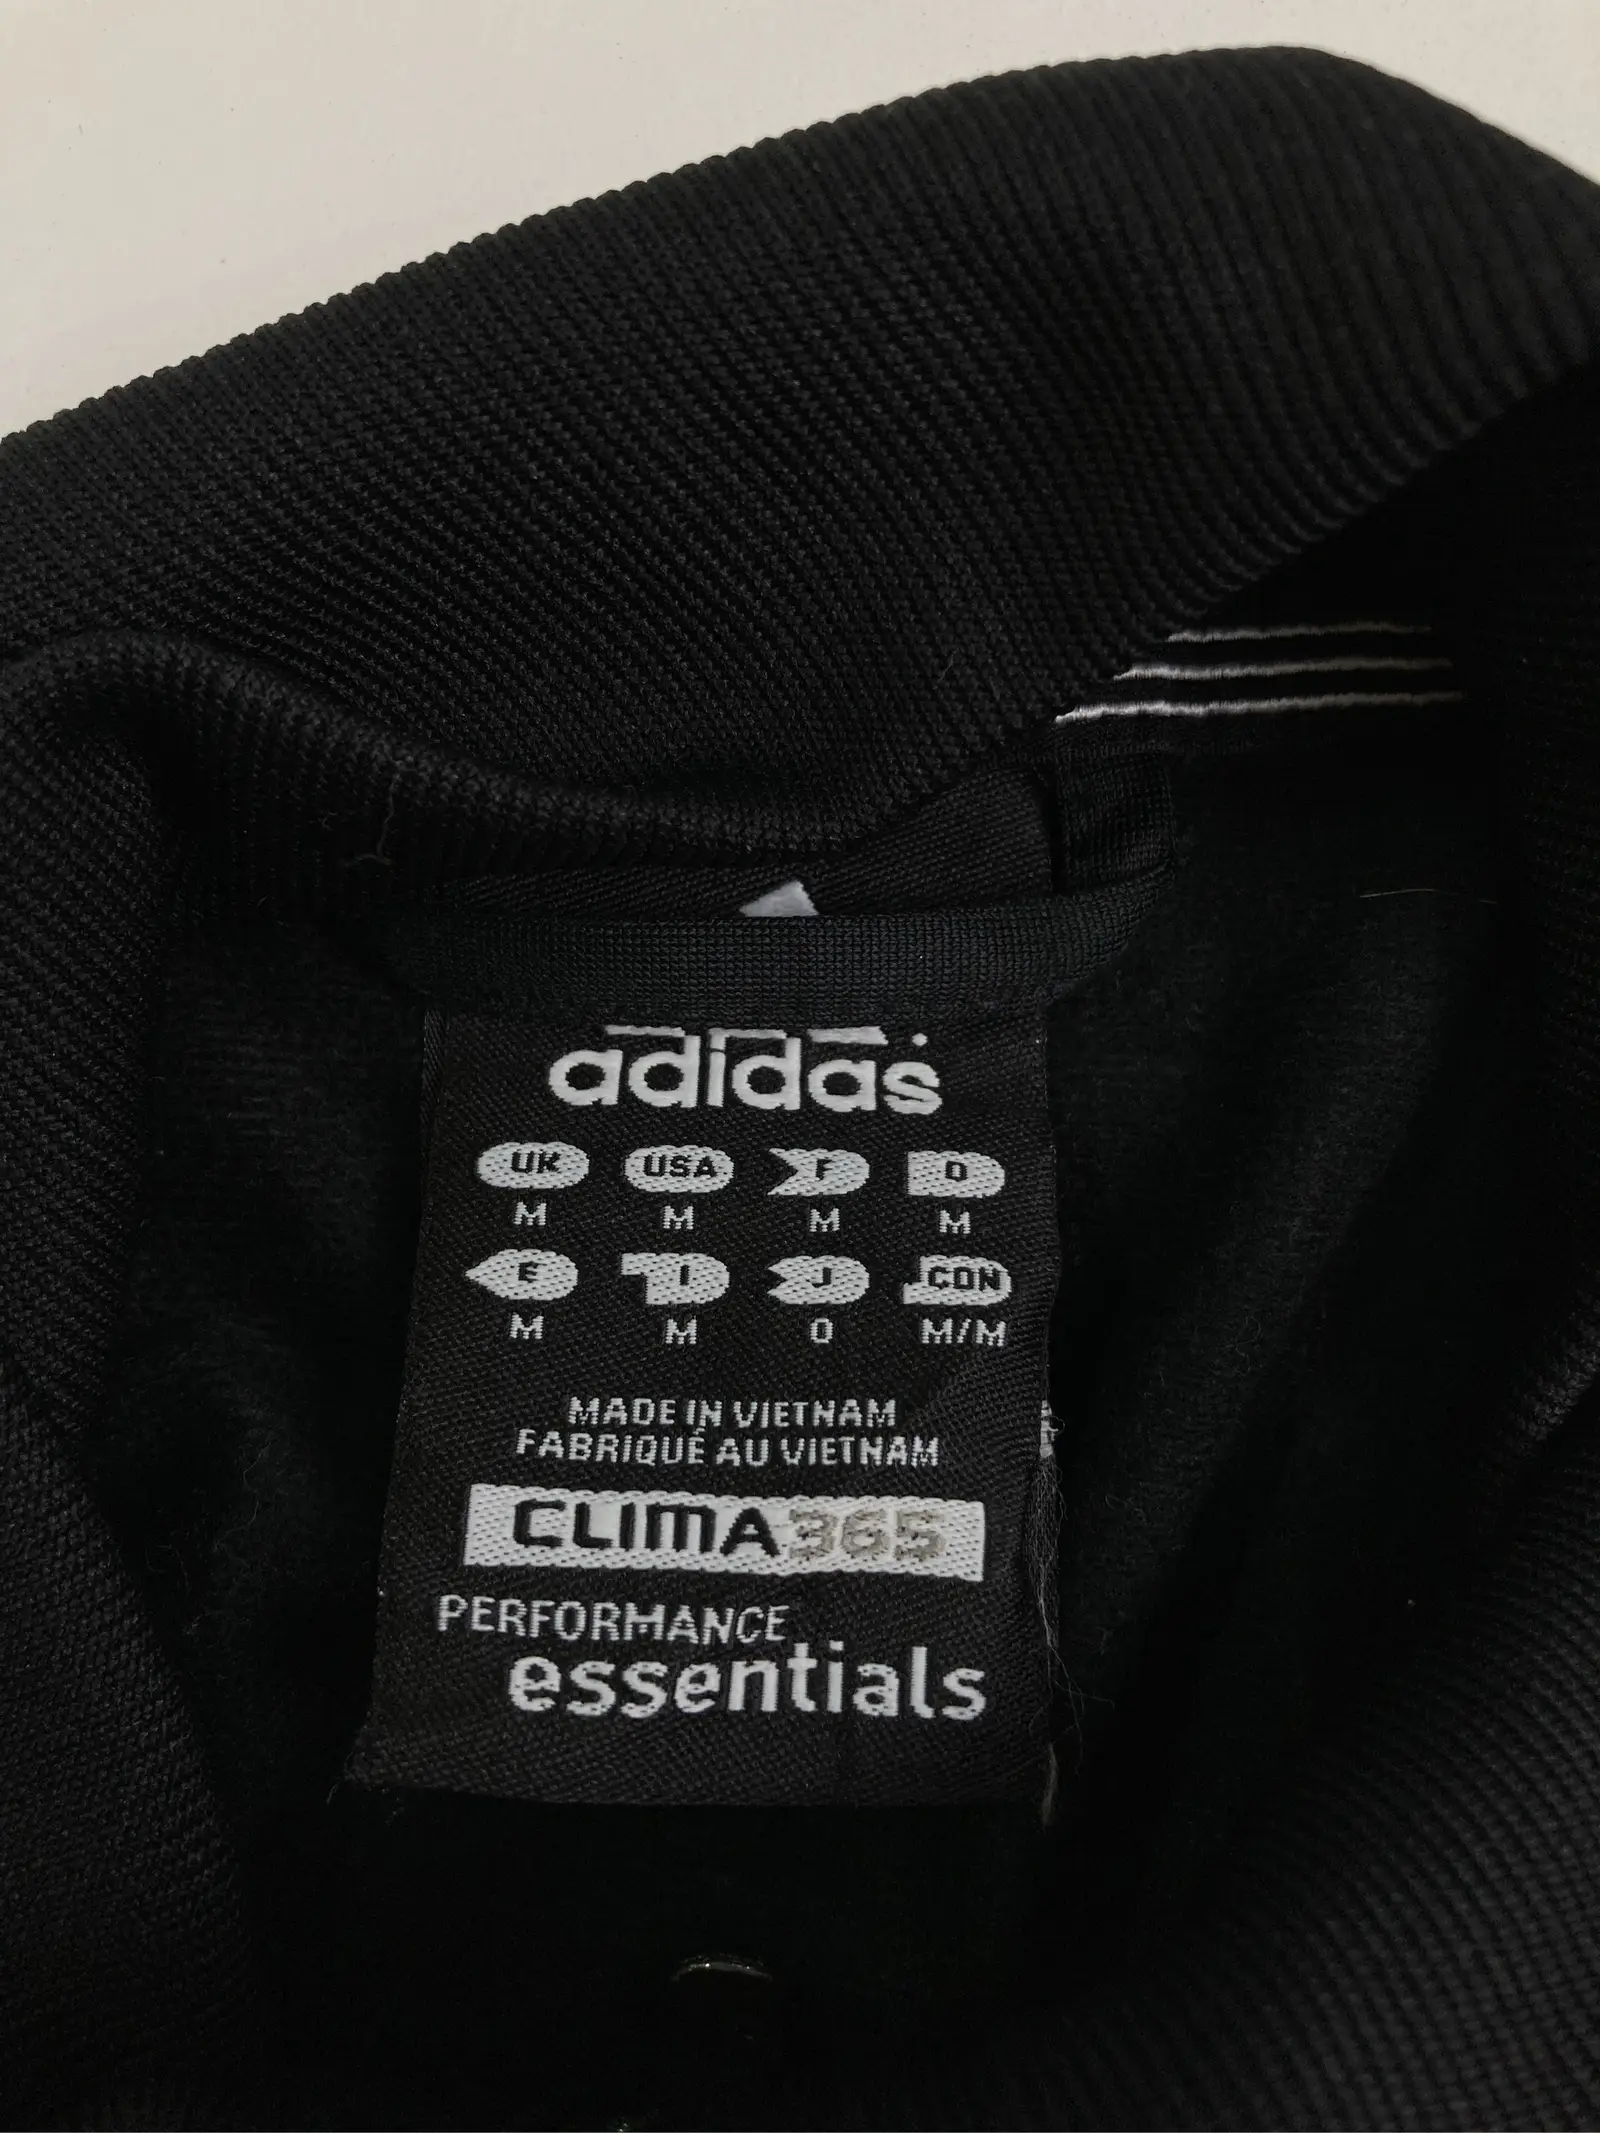 adidas
UK USA F D
M M M M
E I J CON
M M O M/M
MADE IN VIETNAM
FABRIQUÉ AU VIETNAM
CLIMA365
PERFORMANCE
essentials